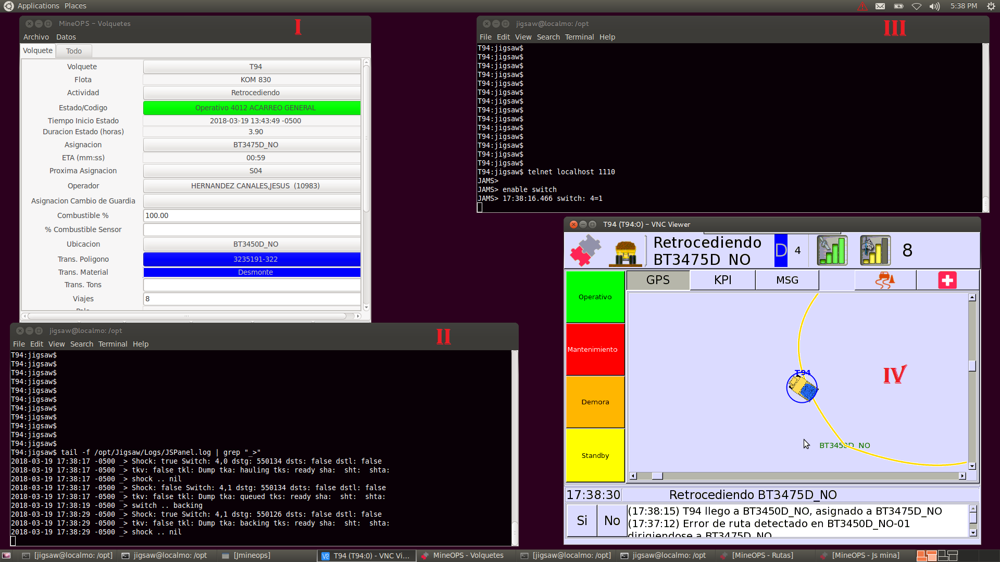 Applications Places 5:38 PM
MineOPS - Volquetes I
Archivo Datos
Volquete Todo
Volquete T94
Flota KOM 830
Actividad Retrocediendo
Estado/Codigo Operativo 4012 ACARREO GENERAL
Tiempo Inicio Estado 2018-03-19 13:43:49 -0500
Duracion Estado (horas) 3.90
Asignacion BT3475D_NO
ETA (mm:ss) 00:59
Proxima Asignacion S04
Operador HERNANDEZ CANALES,JESUS (10983)
Asignacion Cambio de Guardia
Combustible % 100.00
% Combustible Sensor
Ubicacion BT3450D_NO
Trans. Poligono 3235191-322
Trans. Material Desmonte
Trans. Tons
Viajes 8
jigsaw@localmo: /opt II
File Edit View Search Terminal Help
T94:jigsaw$
T94:jigsaw$
T94:jigsaw$
T94:jigsaw$
T94:jigsaw$
T94:jigsaw$
T94:jigsaw$
T94:jigsaw$
T94:jigsaw$
T94:jigsaw$
T94:jigsaw$
T94:jigsaw$ tail -f /opt/Jigsaw/Logs/JSPanel.log | grep "_>"
2018-03-19 17:38:17 -0500 _> Shock: true Switch: 4,0 dstg: 550134 dsts: false dstl: false
2018-03-19 17:38:17 -0500 _> tkv: false tkl: Dump tka: hauling tks: ready sha:  sht:  shta:
2018-03-19 17:38:17 -0500 _> shock .. nil
2018-03-19 17:38:17 -0500 _> Shock: false Switch: 4,1 dstg: 550134 dsts: false dstl: false
2018-03-19 17:38:17 -0500 _> tkv: false tkl: Dump tka: queued tks: ready sha:  sht:  shta:
2018-03-19 17:38:19 -0500 _> switch .. backing
2018-03-19 17:38:29 -0500 _> Shock: true Switch: 4,1 dstg: 550126 dsts: false dstl: false
2018-03-19 17:38:29 -0500 _> tkv: false tkl: Dump tka: backing tks: ready sha:  sht:  shta:
2018-03-19 17:38:29 -0500 _> shock .. nil
jigsaw@localmo: /opt III
File Edit View Search Terminal Help
T94:jigsaw$
T94:jigsaw$
T94:jigsaw$
T94:jigsaw$
T94:jigsaw$
T94:jigsaw$
T94:jigsaw$
T94:jigsaw$
T94:jigsaw$
T94:jigsaw$
T94:jigsaw$
T94:jigsaw$
T94:jigsaw$
T94:jigsaw$
T94:jigsaw$ telnet localhost 1110
JAMS>
JAMS> enable switch
JAMS> 17:38:16.466 switch: 4=1
T94 (T94:0) - VNC Viewer
Retrocediendo
BT3475D_NO
D 4 8
GPS KPI MSG
Operativo
Mantenimiento
Demora
Standby
T94
IV
BT3450D_NO
17:38:30 Retrocediendo BT3475D_NO
Si No
(17:38:15) T94 llego a BT3450D_NO, asignado a BT3475D_NO
(17:37:12) Error de ruta detectado en BT3450D_NO-01
dirigiendose a BT3475D_NO
[jigsaw@localmo: /opt] jigsaw@localmo: /opt [Jmineops] T94 (T94:0) - VNC Vi... MineOPS - Volquetes [jigsaw@localmo: /opt] jigsaw@localmo: /opt [MineOPS - Rutas] [MineOPS - Js mina]